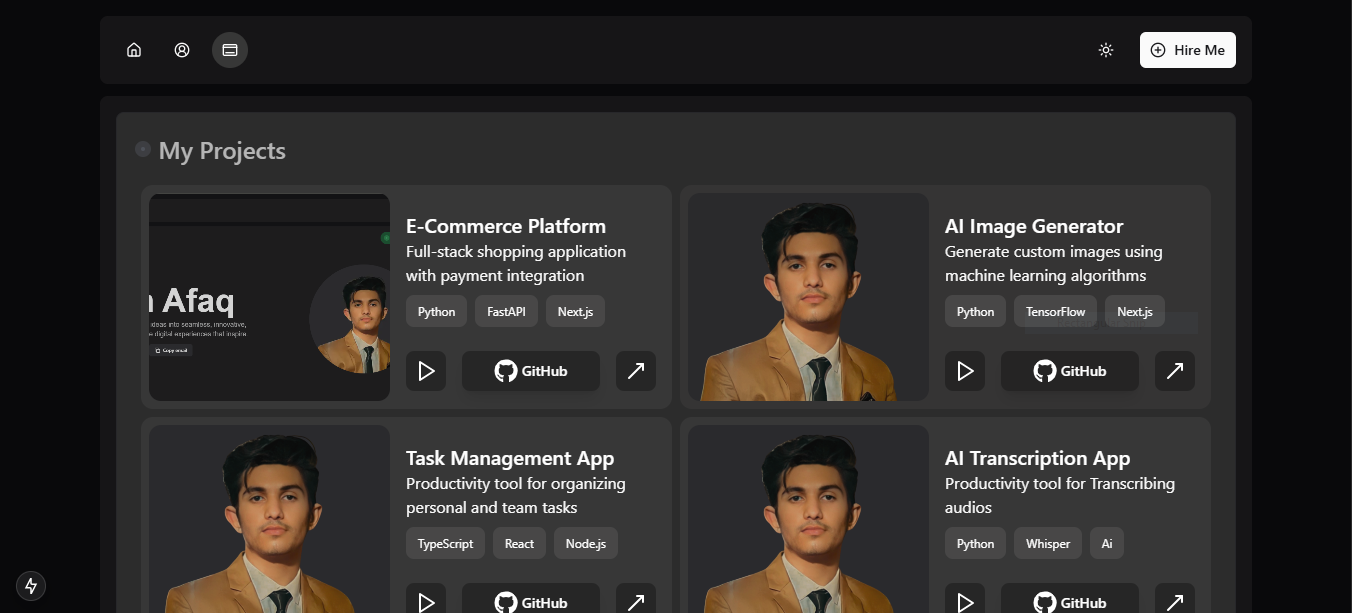 Hire Me
My Projects
E-Commerce Platform
Full-stack shopping application
with payment integration
Python
FastAPI
Next.js
GitHub
Afaq
ideas into seamless, innovative,
digital experiences that inspire.
Copy email
AI Image Generator
Generate custom images using
machine learning algorithms
Python
TensorFlow
Next.js
GitHub
Task Management App
Productivity tool for organizing
personal and team tasks
TypeScript
React
Node.js
GitHub
AI Transcription App
Productivity tool for Transcribing
audios
Python
Whisper
Ai
GitHub